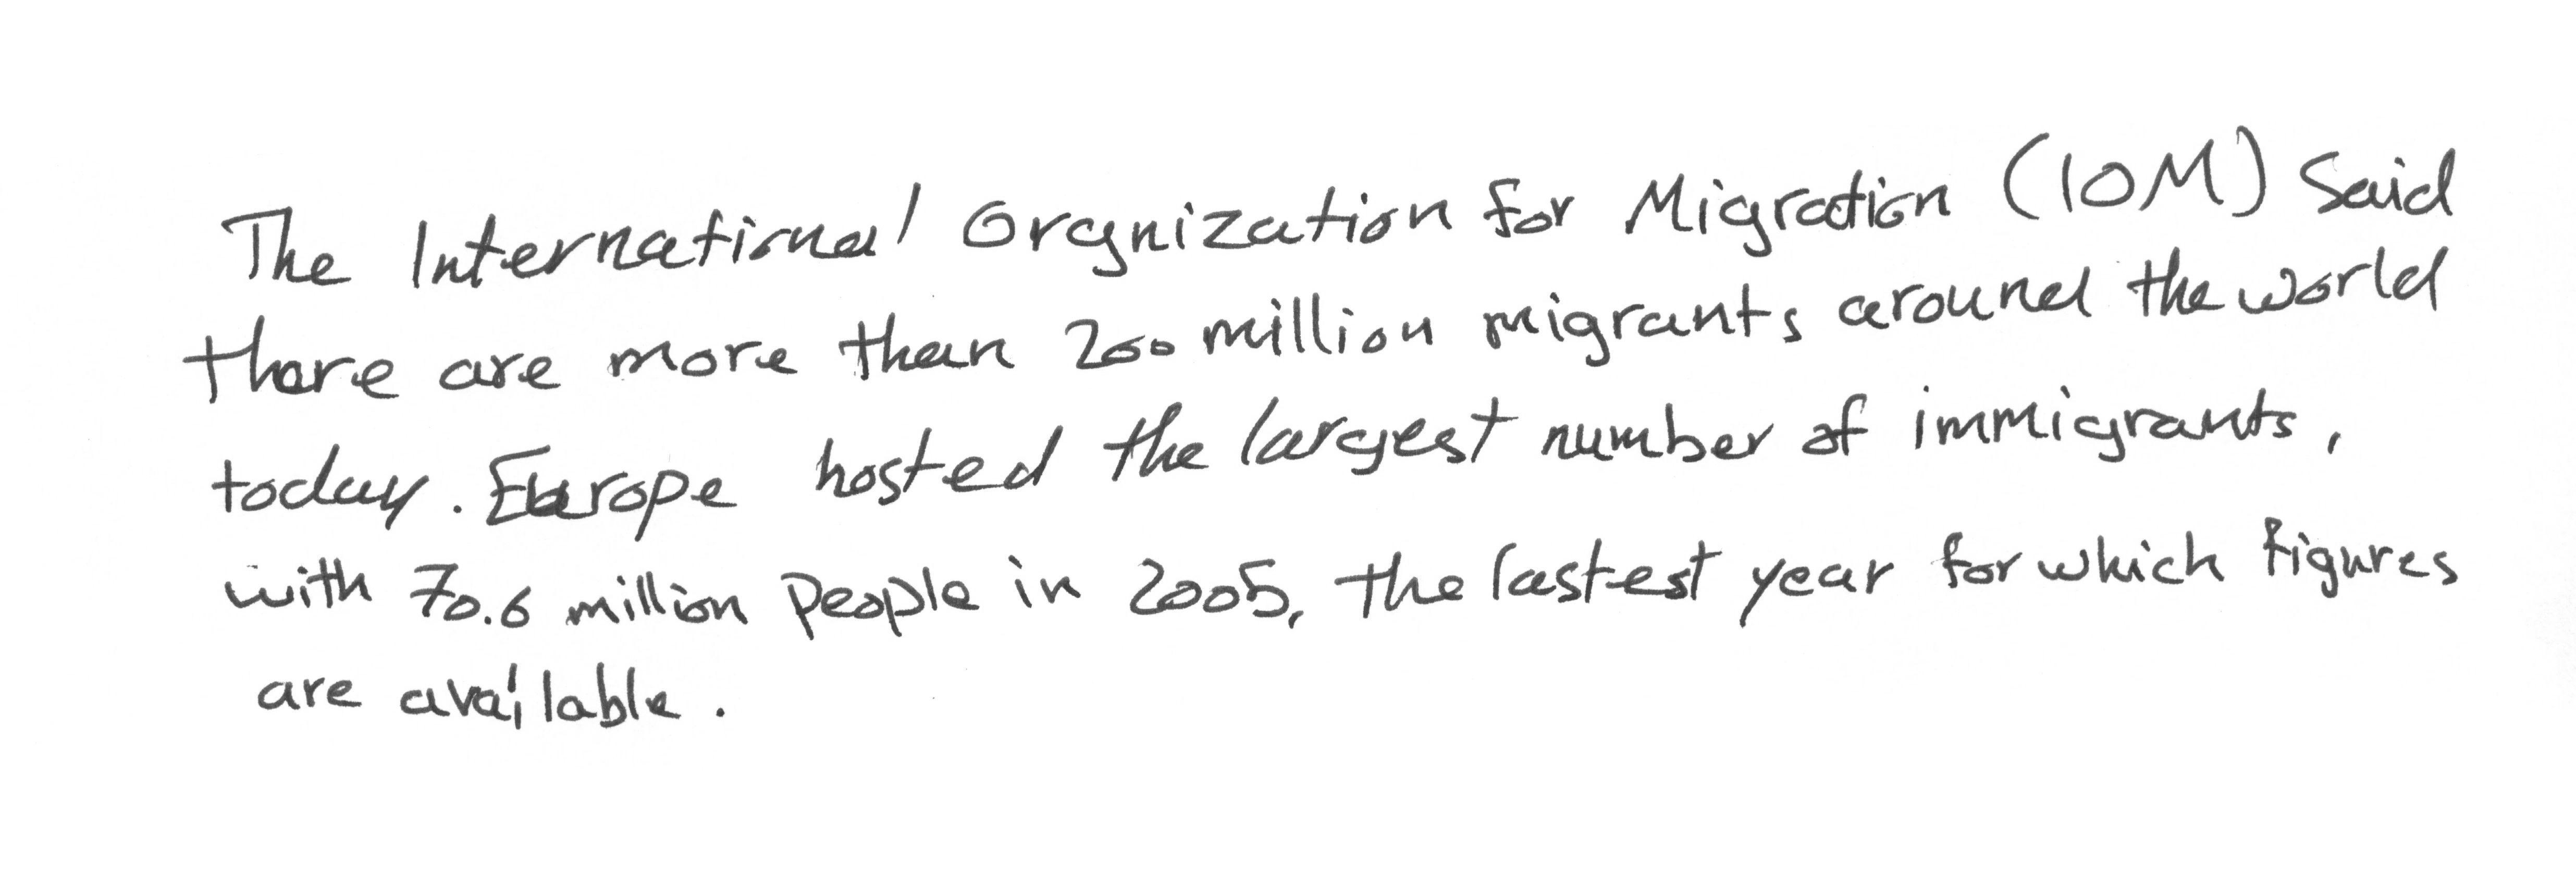 The International Orgnization for Migration (IOM) Said
there are more than 200 million migrants around the world
today. Europe hosted the largest number of immigrants,
with 70.6 million people in 2005, the lastest year for which figures
are available.